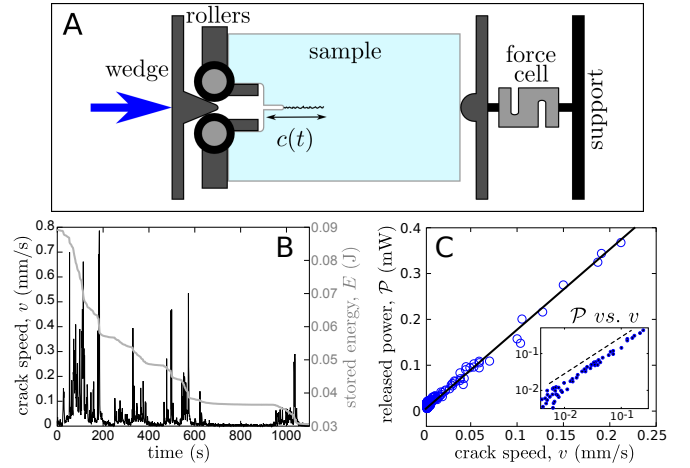 A
rollers
wedge
sample
force
cell
support
c(t)
B
0.8
0.7
0.6
0.5
0.4
0.3
0.2
0.1
0
crack speed, v (mm/s)
0 200 400 600 800 1000
time (s)
0.09
0.08
0.07
0.06
0.05
0.04
0.03
stored energy, E (J)
C
0.4
0.3
0.2
0.1
0
released power, 𝒫 (mW)
0 0.05 0.1 0.15 0.2 0.25
crack speed, v (mm/s)
𝒫 vs. v
10⁻¹
10⁻²
10⁻² 10⁻¹